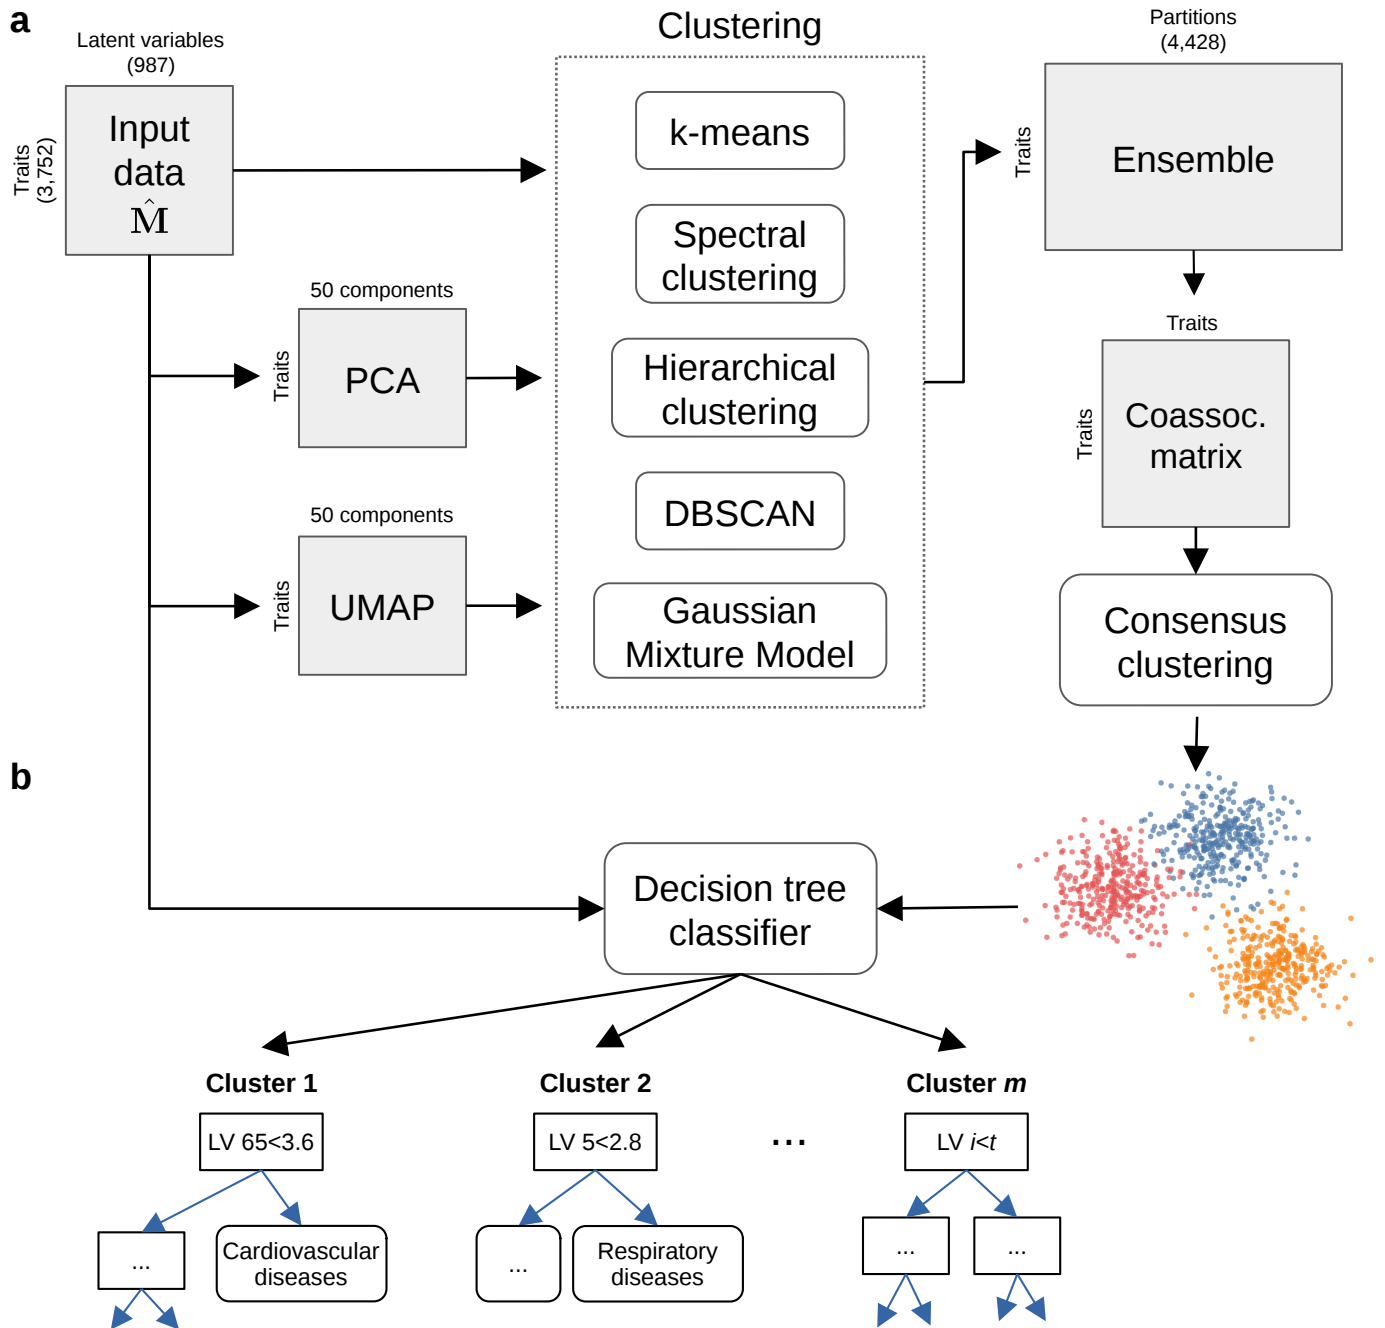 a
Latent variables
(987)
Traits
(3,752)
Input
data
M̂
Clustering
k-means
Spectral
clustering
Hierarchical
clustering
DBSCAN
Gaussian
Mixture Model
50 components
Traits
PCA
50 components
Traits
UMAP
Partitions
(4,428)
Traits
Ensemble
Traits
Traits
Coassoc.
matrix
Consensus
clustering
b
Decision tree
classifier
Cluster 1
LV 65<3.6
...
Cardiovascular
diseases
Cluster 2
LV 5<2.8
...
Respiratory
diseases
...
Cluster m
LV i<t
...
...